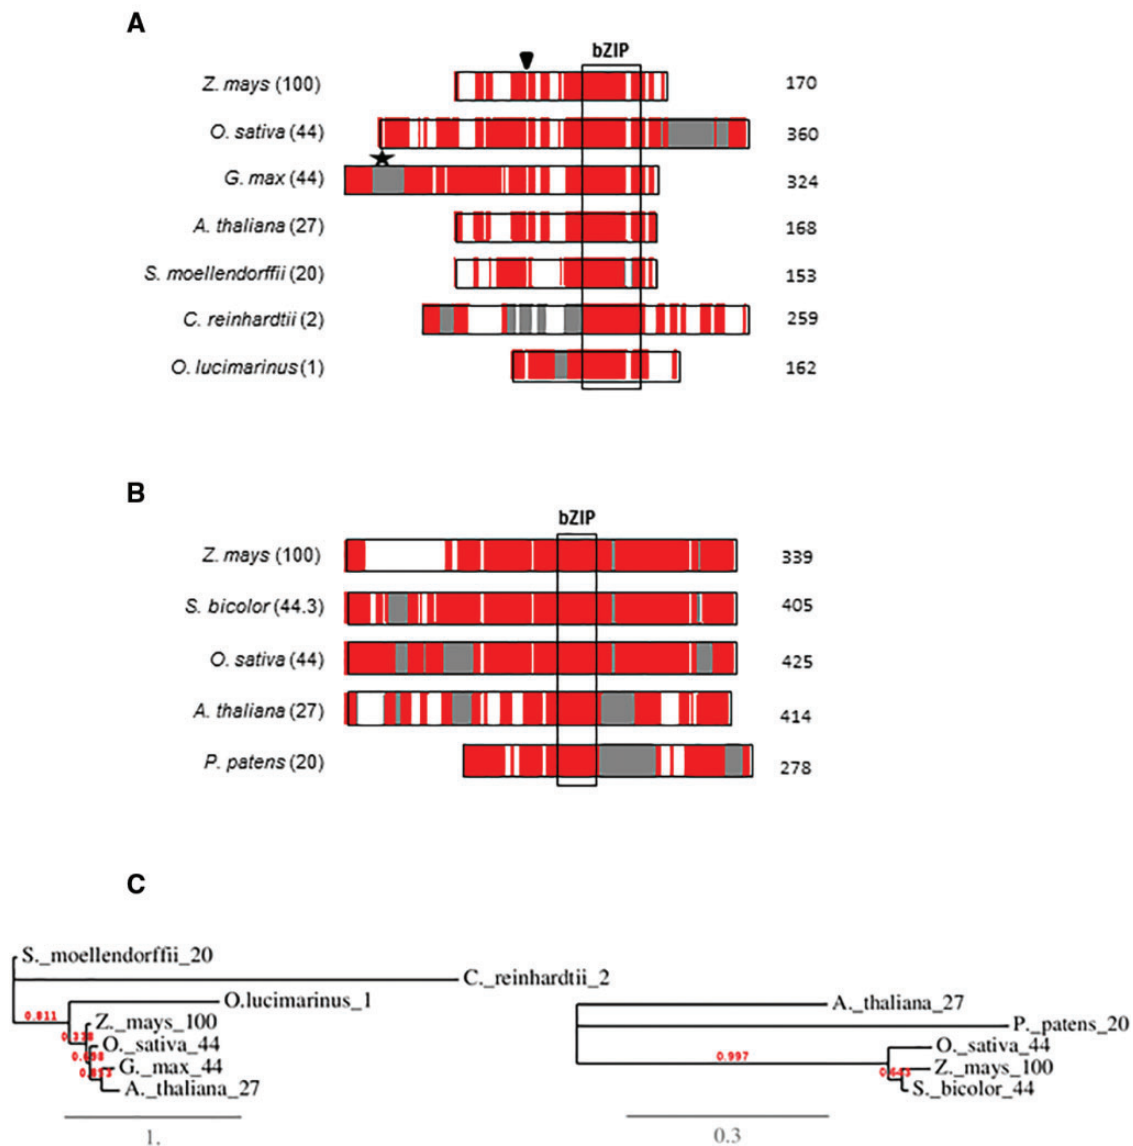 A
bZIP
Z. mays (100) 170
O. sativa (44) 360
G. max (44) 324
A. thaliana (27) 168
S. moellendorffii (20) 153
C. reinhardtii (2) 259
O. lucimarinus (1) 162
B
bZIP
Z. mays (100) 339
S. bicolor (44.3) 405
O. sativa (44) 425
A. thaliana (27) 414
P. patens (20) 278
C
S._moellendorffii_20
C._reinhardtii_2
O.lucimarinus_1
0.811
Z._mays_100
O._sativa_44
G._max_44
A._thaliana_27
1.
A._thaliana_27
P._patens_20
O._sativa_44
0.997
Z._mays_100
S._bicolor_44
0.3